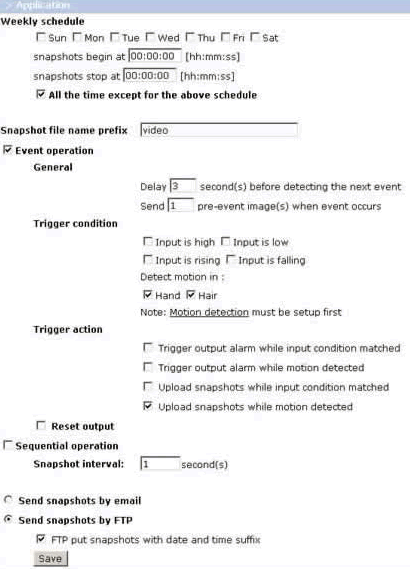 > Application
Weekly schedule
Sun Mon Tue Wed Thu Fri Sat
snapshots begin at 00:00:00 [hh:mm:ss]
snapshots stop at 00:00:00 [hh:mm:ss]
All the time except for the above schedule
Snapshot file name prefix video
Event operation
General
Delay 3 second(s) before detecting the next event
Send 1 pre-event image(s) when event occurs
Trigger condition
Input is high Input is low
Input is rising Input is falling
Detect motion in :
Hand Hair
Note: Motion detection must be setup first
Trigger action
Trigger output alarm while input condition matched
Trigger output alarm while motion detected
Upload snapshots while input condition matched
Upload snapshots while motion detected
Reset output
Sequential operation
Snapshot interval: 1 second(s)
Send snapshots by email
Send snapshots by FTP
FTP put snapshots with date and time suffix
Save